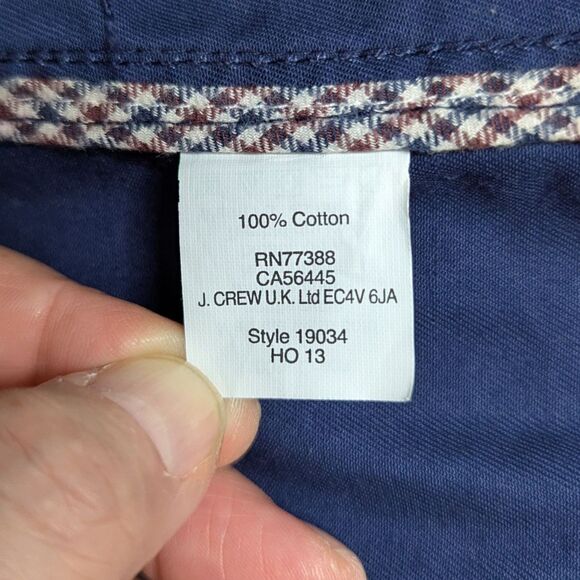 100% Cotton
RN77388
CA56445
J. CREW U.K. Ltd EC4V 6JA
Style 19034
HO 13